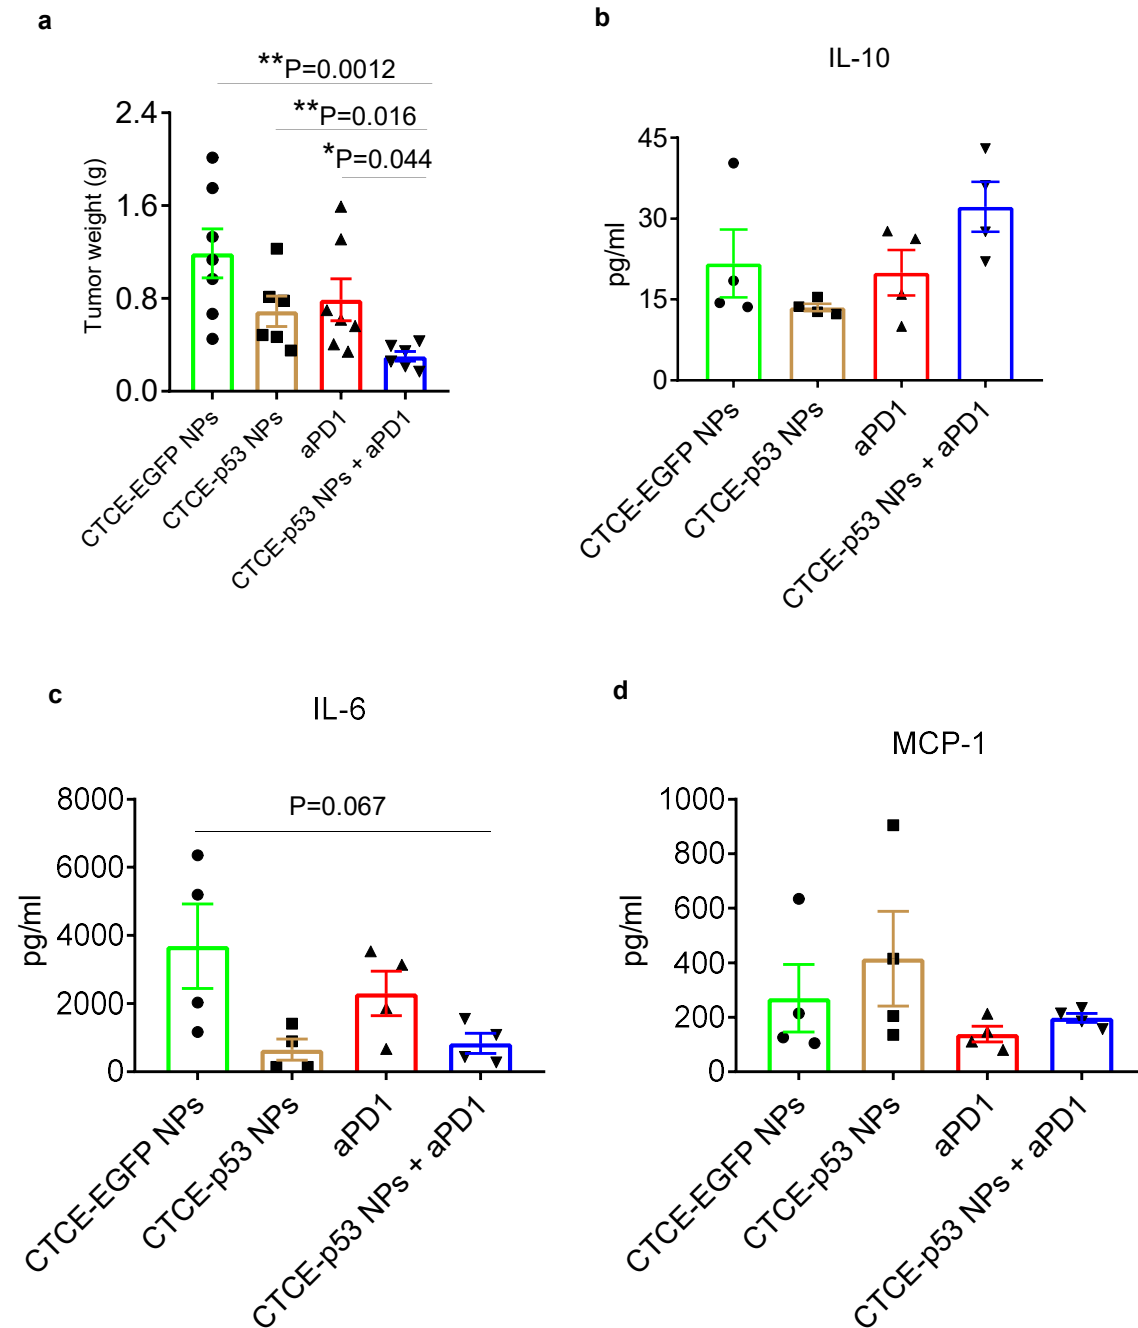 a
**P=0.0012
**P=0.016
*P=0.044
2.4
1.6
0.8
0.0
Tumor weight (g)
CTCE-EGFP NPs
CTCE-p53 NPs
aPD1
CTCE-p53 NPs + aPD1
b
IL-10
45
30
15
0
pg/ml
CTCE-EGFP NPs
CTCE-p53 NPs
aPD1
CTCE-p53 NPs + aPD1
c
IL-6
P=0.067
8000
6000
4000
2000
0
pg/ml
CTCE-EGFP NPs
CTCE-p53 NPs
aPD1
CTCE-p53 NPs + aPD1
d
MCP-1
1000
800
600
400
200
0
pg/ml
CTCE-EGFP NPs
CTCE-p53 NPs
aPD1
CTCE-p53 NPs + aPD1